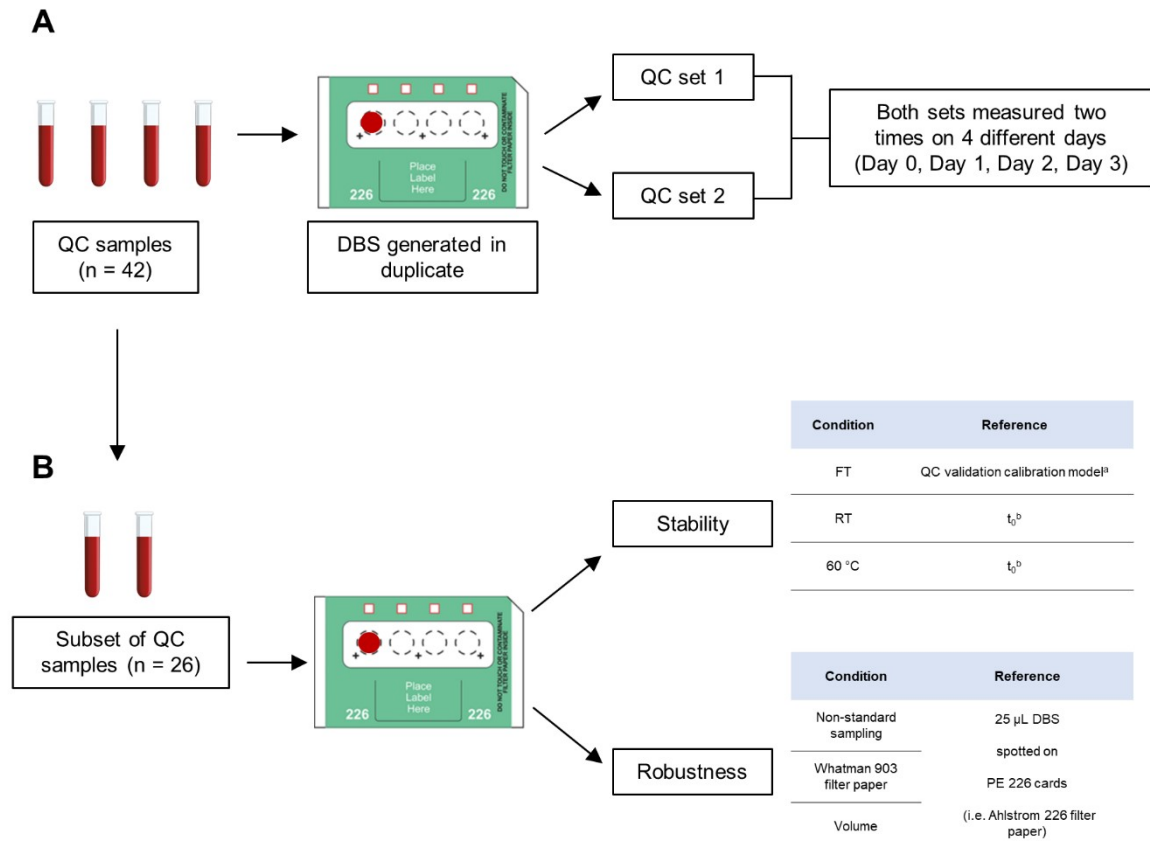 A
QC samples
(n = 42)
Place
Label
Here
226
226
DO NOT TOUCH OR CONTAMINATE
FILTER PAPER INSIDE
DBS generated in
duplicate
QC set 1
QC set 2
Both sets measured two
times on 4 different days
(Day 0, Day 1, Day 2, Day 3)
B
Subset of QC
samples (n = 26)
Place
Label
Here
226
226
DO NOT TOUCH OR CONTAMINATE
FILTER PAPER INSIDE
Stability
Condition Reference
FT QC validation calibration modelᵃ
RT t₀ᵇ
60 °C t₀ᵇ
Robustness
Condition Reference
Non-standard
sampling
Whatman 903
filter paper
Volume
25 µL DBS
spotted on
PE 226 cards
(i.e. Ahlstrom 226 filter
paper)